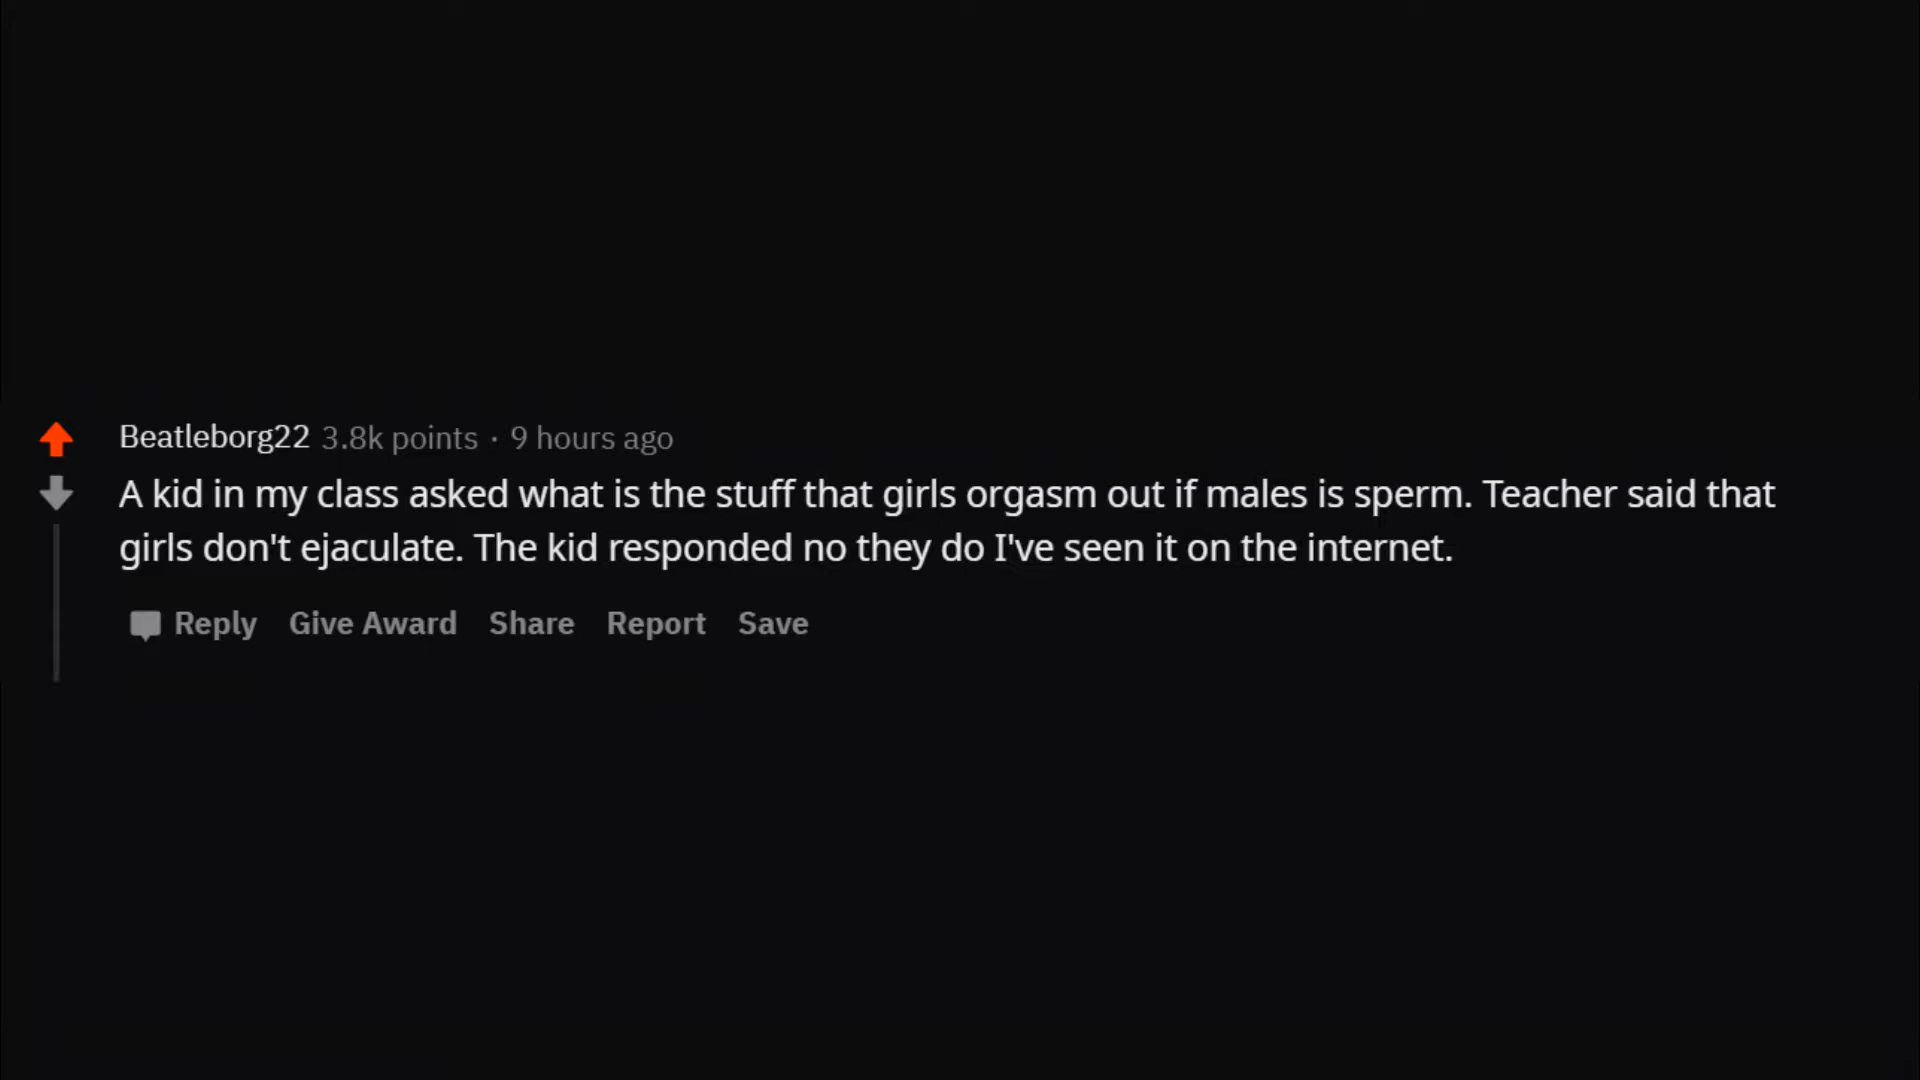 Beatleborg22 3.8k points · 9 hours ago
A kid in my class asked what is the stuff that girls orgasm out if males is sperm. Teacher said that
girls don't ejaculate. The kid responded no they do I've seen it on the internet.
Reply Give Award Share Report Save